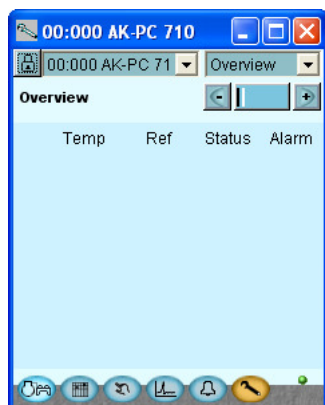 00:000 AK-PC 710
00:000 AK-PC 71 Overview
Overview
Temp Ref Status Alarm